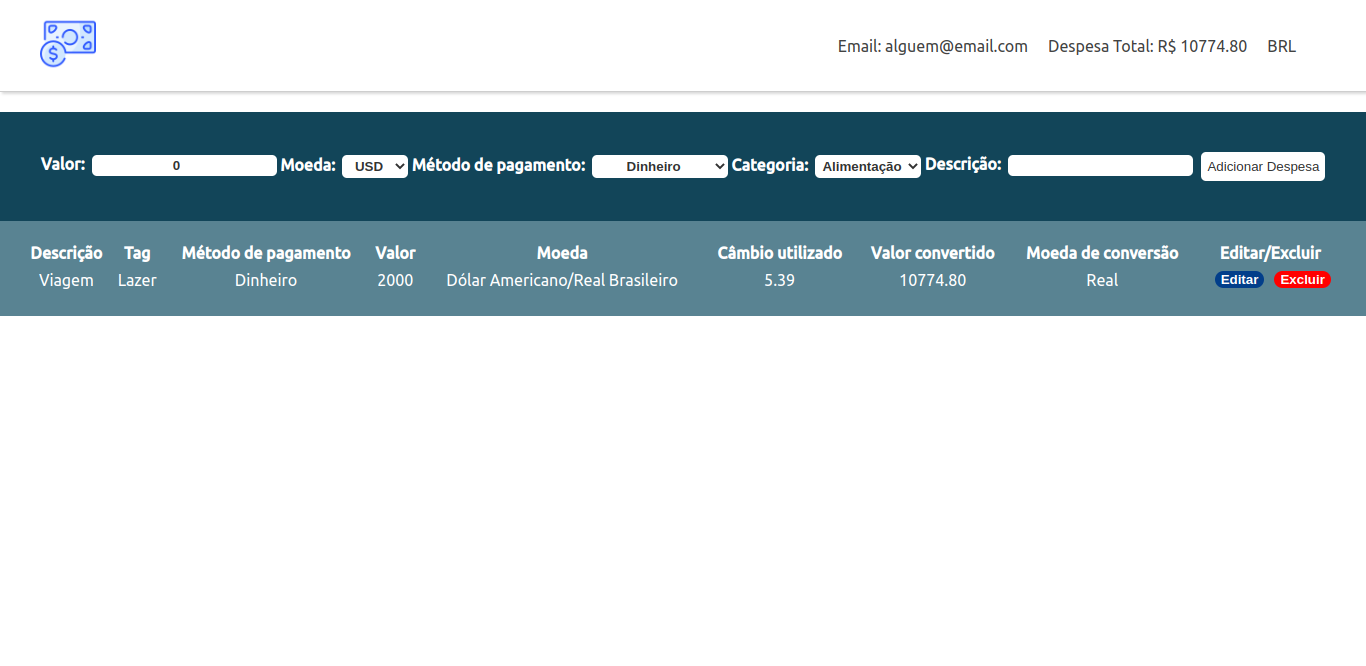 $
Email: alguem@email.com Despesa Total: R$ 10774.80 BRL
Valor: 0 Moeda: USD Método de pagamento: Dinheiro Categoria: Alimentação Descrição: Adicionar Despesa
Descrição Tag Método de pagamento Valor Moeda Câmbio utilizado Valor convertido Moeda de conversão Editar/Excluir
Viagem Lazer Dinheiro 2000 Dólar Americano/Real Brasileiro 5.39 10774.80 Real Editar Excluir